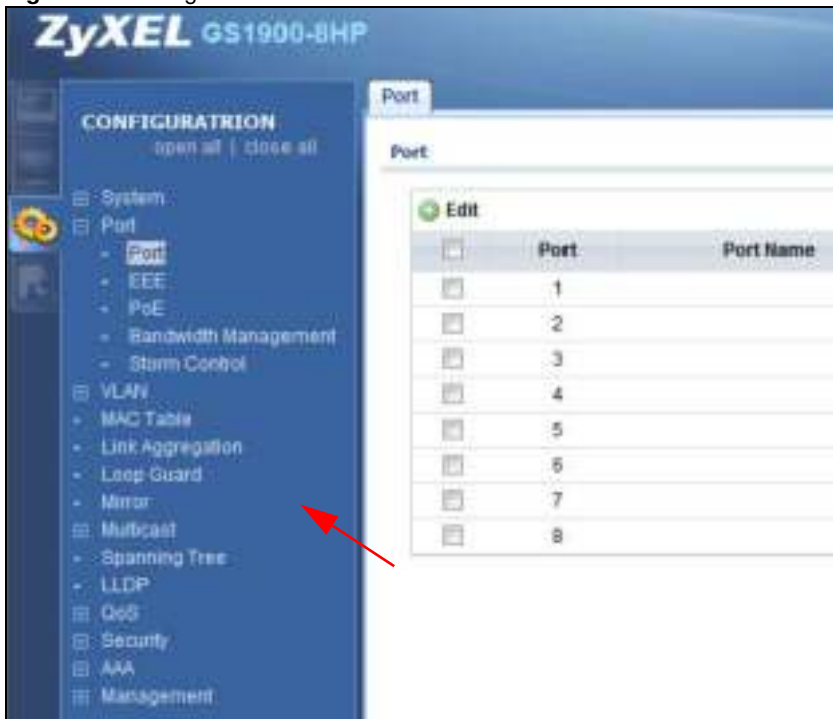 ZyXEL GS1900-8HP
CONFIGURATRION
open all | close all
System
Port
Port
EEE
PoE
Bandwidth Management
Storm Control
VLAN
MAC Table
Link Aggregation
Loop Guard
Mirror
Multicast
Spanning Tree
LLDP
QoS
Security
AAA
Management
Port
Port
Edit
Port Port Name
1
2
3
4
5
6
7
8